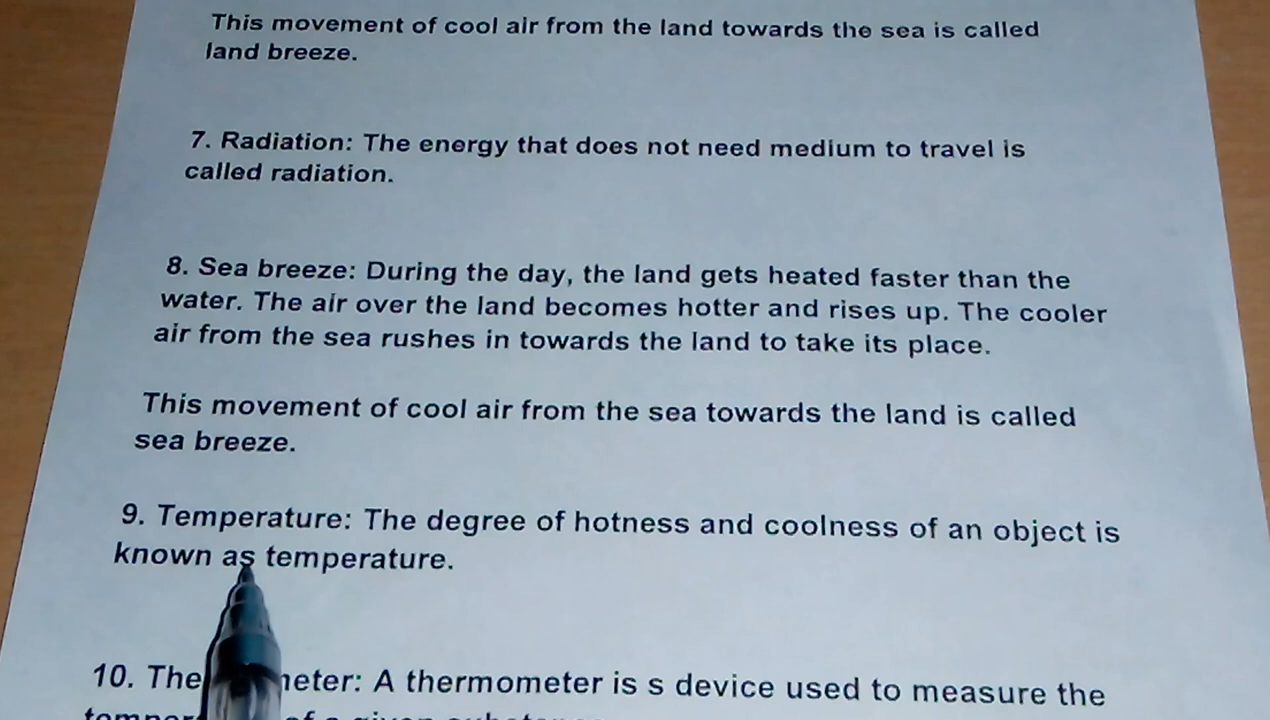 This movement of cool air from the land towards the sea is called
land breeze.
7. Radiation: The energy that does not need medium to travel is
called radiation.
8. Sea breeze: During the day, the land gets heated faster than the
water. The air over the land becomes hotter and rises up. The cooler
air from the sea rushes in towards the land to take its place.
This movement of cool air from the sea towards the land is called
sea breeze.
9. Temperature: The degree of hotness and coolness of an object is
known as temperature.
10. A thermometer is s device used to measure the
of a given